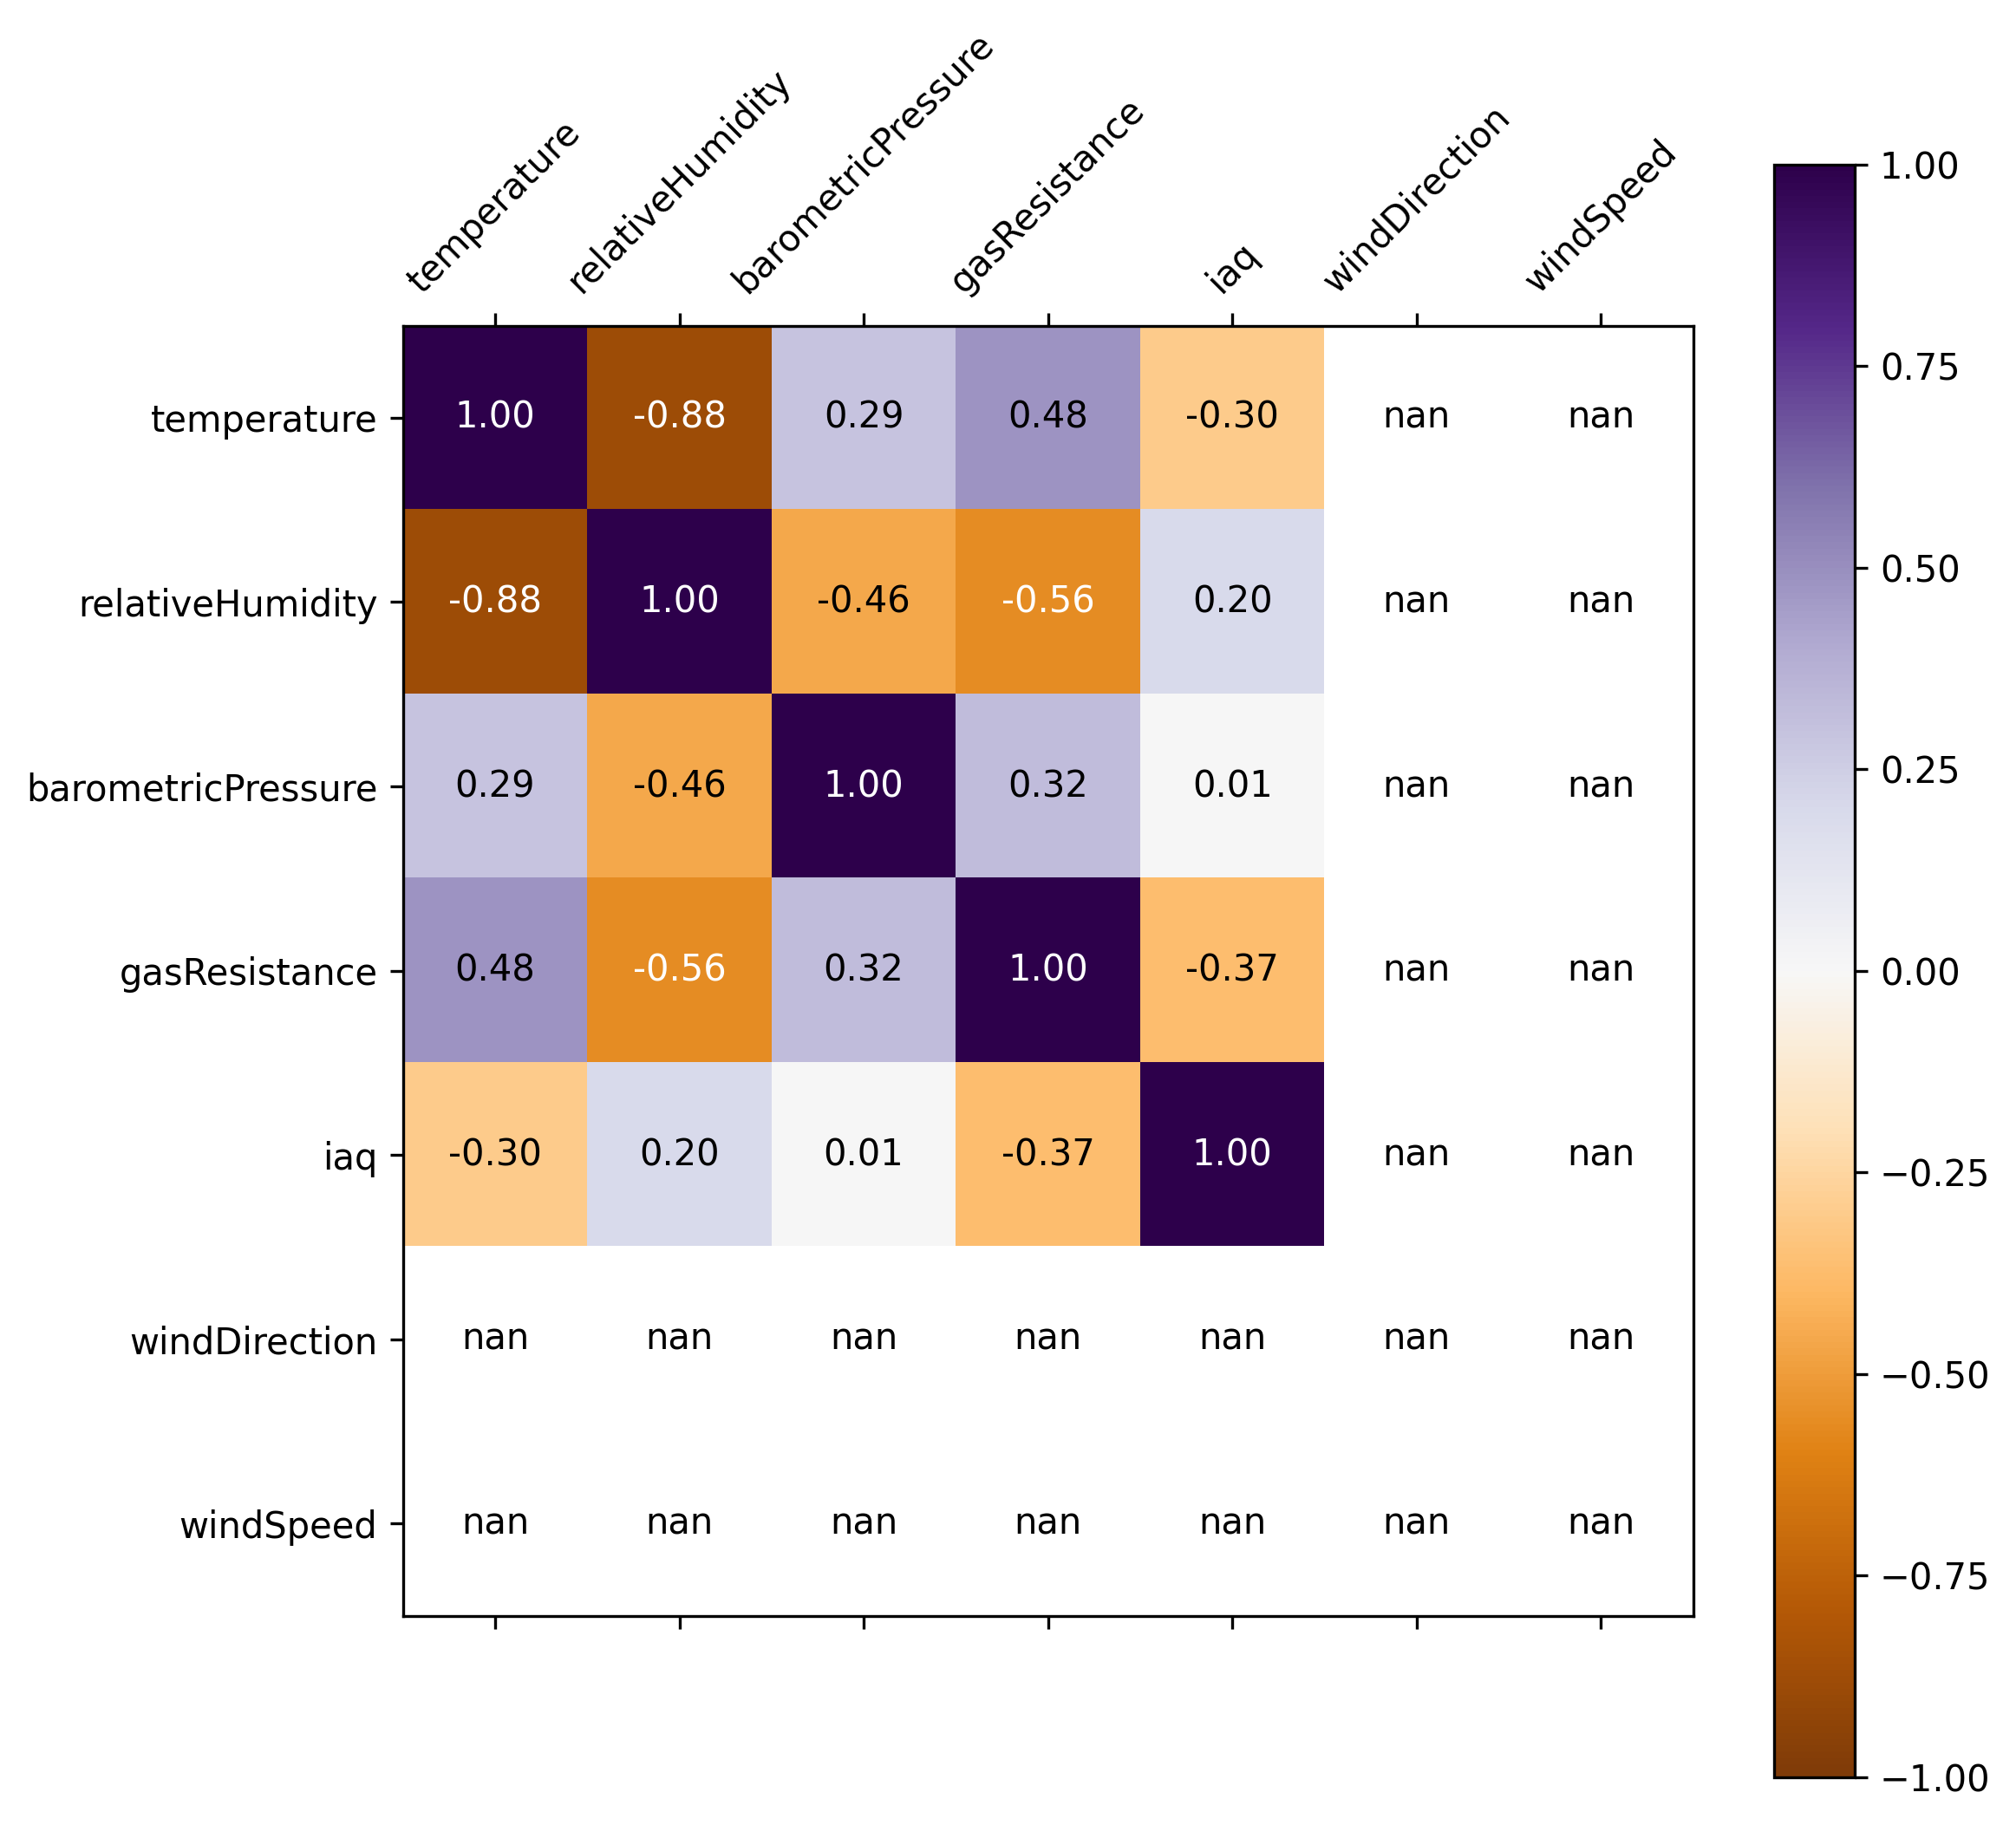 temperature
relativeHumidity
barometricPressure
gasResistance
iaq
windDirection
windSpeed
temperature 1.00 -0.88 0.29 0.48 -0.30 nan nan
relativeHumidity -0.88 1.00 -0.46 -0.56 0.20 nan nan
barometricPressure 0.29 -0.46 1.00 0.32 0.01 nan nan
gasResistance 0.48 -0.56 0.32 1.00 -0.37 nan nan
iaq -0.30 0.20 0.01 -0.37 1.00 nan nan
windDirection nan nan nan nan nan nan nan
windSpeed nan nan nan nan nan nan nan
1.00
0.75
0.50
0.25
0.00
−0.25
−0.50
−0.75
−1.00